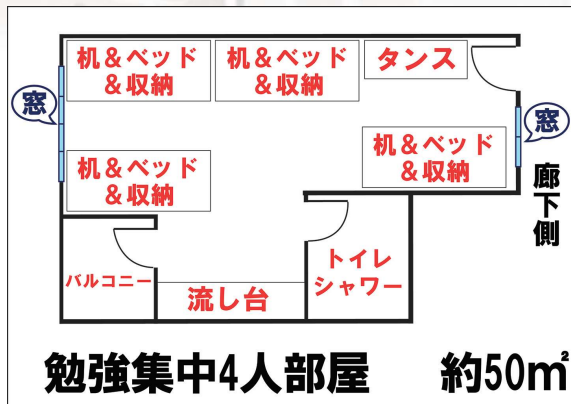 机&ベッド
&収納
机&ベッド
&収納
タンス
窓
窓
机&ベッド
&収納
机&ベッド
&収納
廊下側
バルコニー
流し台
トイレ
シャワー
勉強集中4人部屋 約50㎡